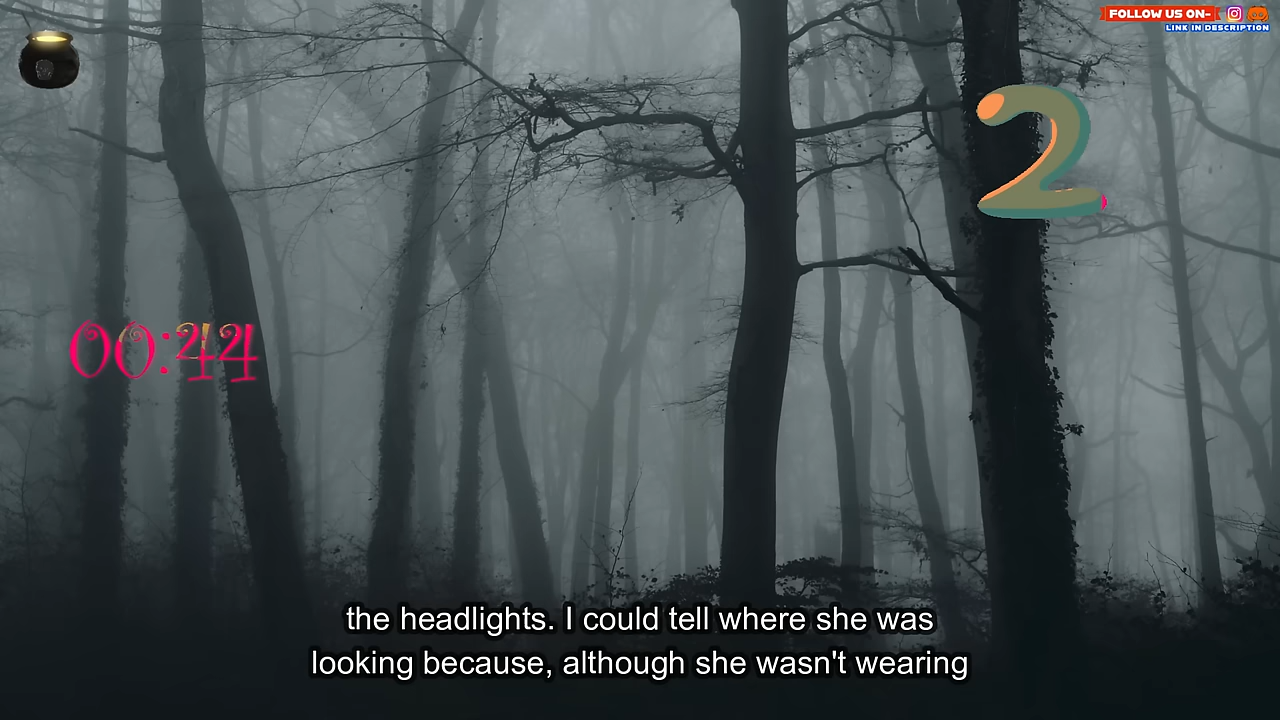 FOLLOW US ON-
LINK IN DESCRIPTION
2
00:44
the headlights. I could tell where she was
looking because, although she wasn't wearing